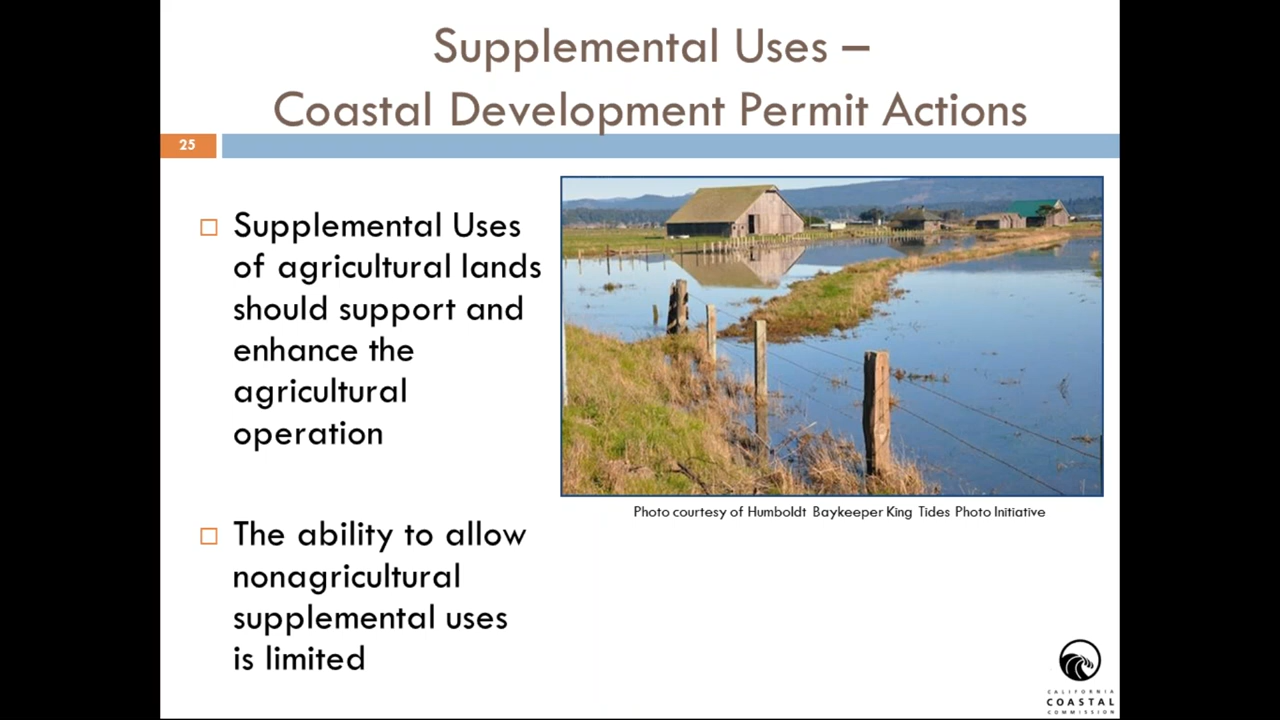 Supplemental Uses –
Coastal Development Permit Actions
25
Supplemental Uses
of agricultural lands
should support and
enhance the
agricultural
operation
The ability to allow
nonagricultural
supplemental uses
is limited
Photo courtesy of Humboldt Baykeeper King Tides Photo Initiative
CALIFORNIA
COASTAL
COMMISSION